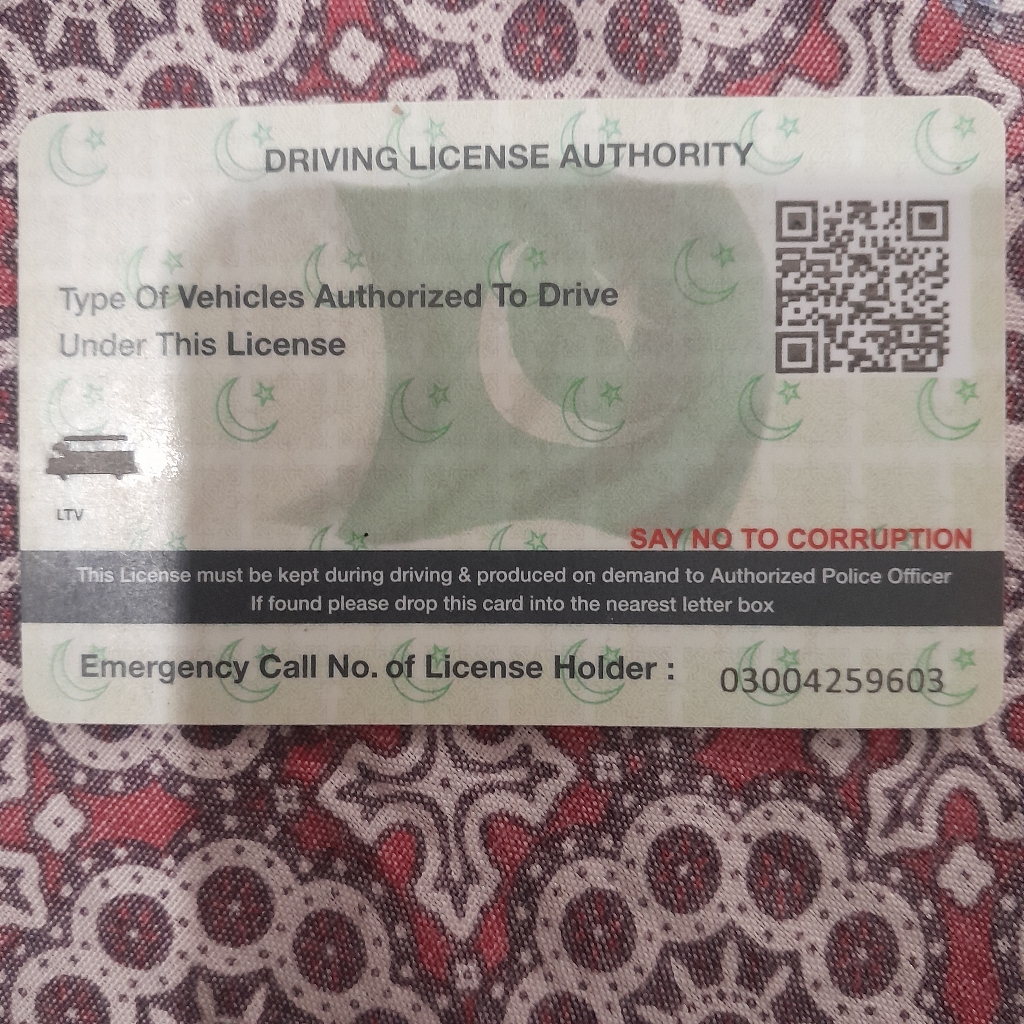 DRIVING LICENSE AUTHORITY
Type Of Vehicles Authorized To Drive
Under This License
LTV
SAY NO TO CORRUPTION
This License must be kept during driving & produced on demand to Authorized Police Officer
If found please drop this card into the nearest letter box
Emergency Call No. of License Holder : 03004259603